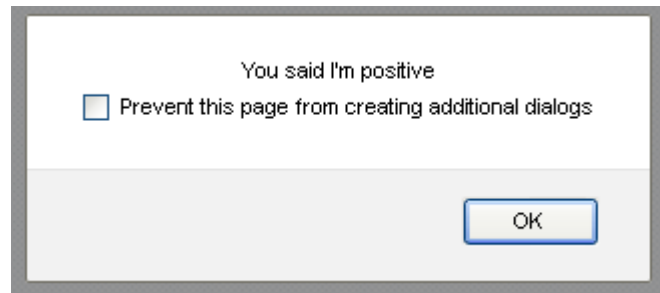 You said I'm positive
Prevent this page from creating additional dialogs
OK